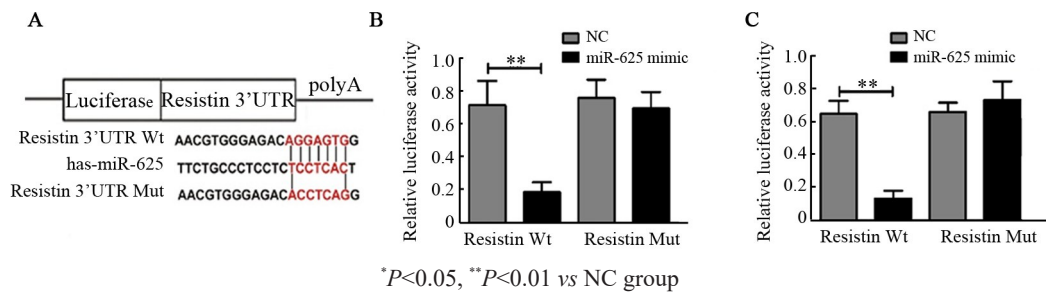 A
Luciferase Resistin 3'UTR polyA
Resistin 3'UTR Wt AACGTGGGAGACAGGAGTGG
has-miR-625 TTCTGCCCTCCTCTCCTCACT
Resistin 3'UTR Mut AACGTGGGAGACACCTCAGG
B
NC
miR-625 mimic
Relative luciferase activity
1.0
0.8
0.6
0.4
0.2
0
**
Resistin Wt Resistin Mut
C
NC
miR-625 mimic
Relative luciferase activity
1.0
0.8
0.6
0.4
0.2
0
**
Resistin Wt Resistin Mut
*P<0.05, **P<0.01 vs NC group